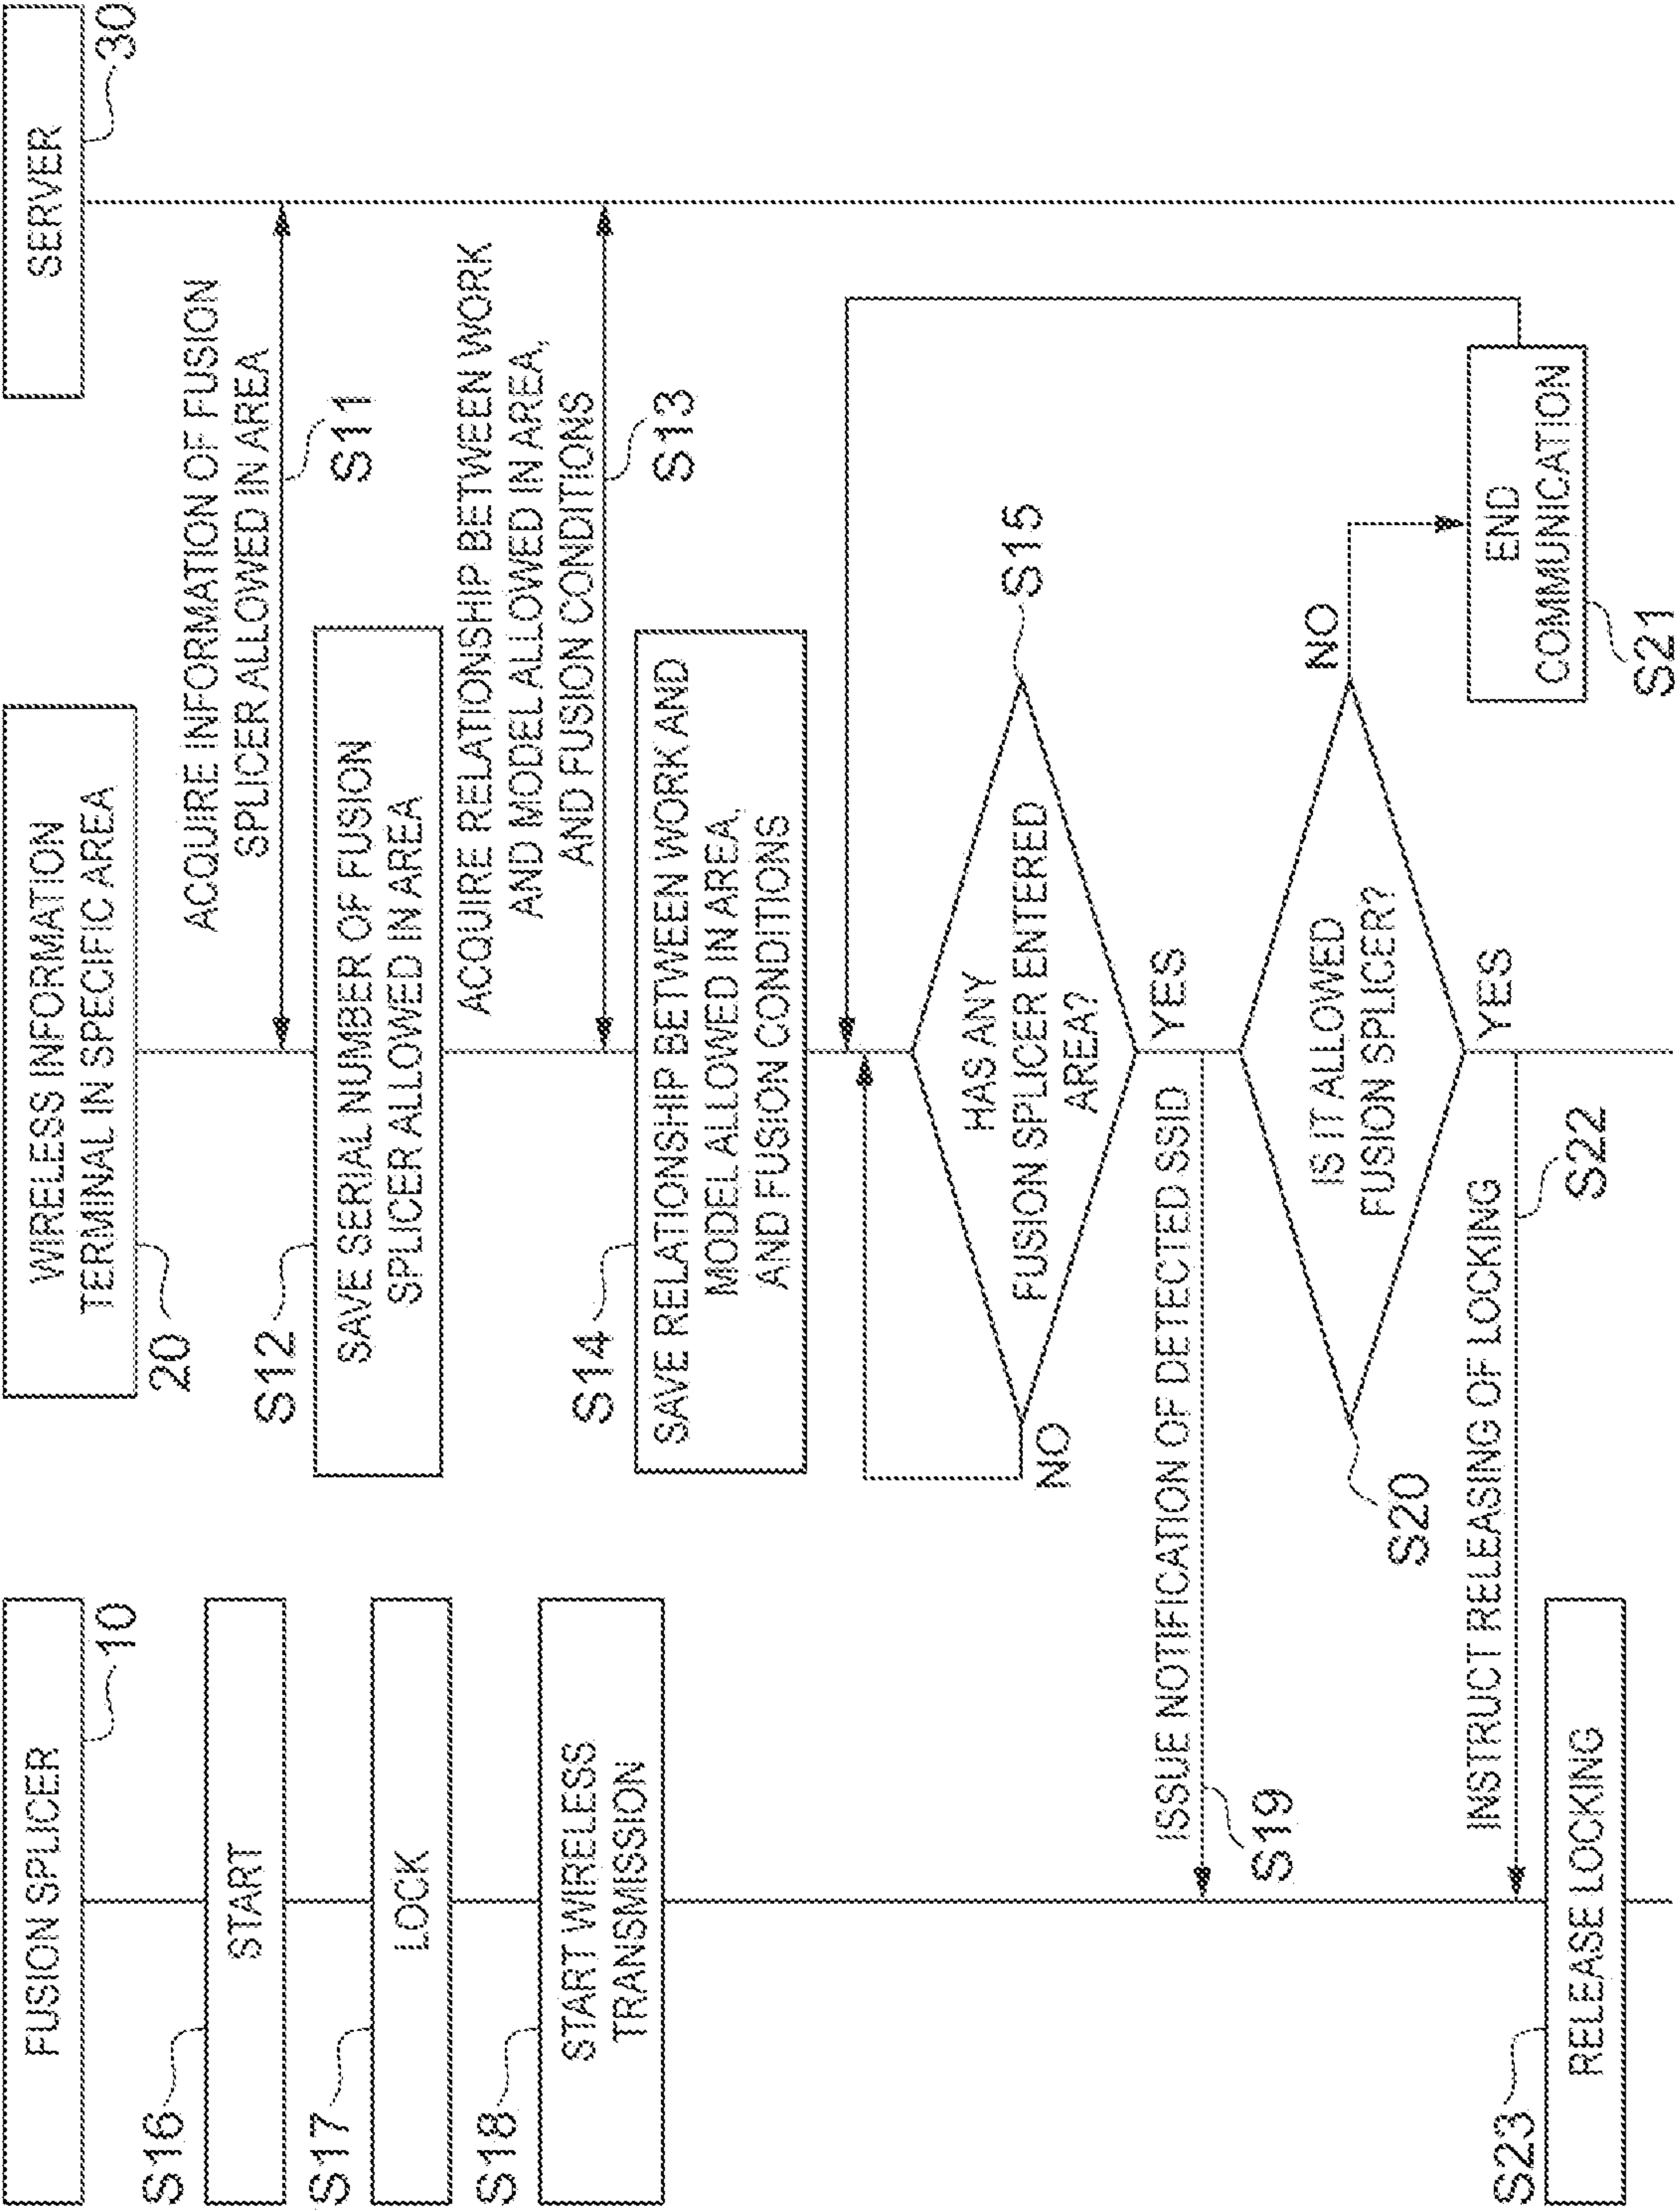 FUSION SPLICER
10
WIRELESS INFORMATION
TERMINAL IN SPECIFIC AREA
20
SERVER
30
ACQUIRE INFORMATION OF FUSION
SPLICER ALLOWED IN AREA
S11
S16
START
S12
SAVE SERIAL NUMBER OF FUSION
SPLICER ALLOWED IN AREA
S17
LOCK
ACQUIRE RELATIONSHIP BETWEEN WORK
AND MODEL ALLOWED IN AREA,
AND FUSION CONDITIONS
S13
S18
START WIRELESS
TRANSMISSION
S14
SAVE RELATIONSHIP BETWEEN WORK AND
MODEL ALLOWED IN AREA,
AND FUSION CONDITIONS
S15
HAS ANY
FUSION SPLICER ENTERED
AREA?
NO
YES
ISSUE NOTIFICATION OF DETECTED SSID
S19
IS IT ALLOWED
FUSION SPLICER?
S20
NO
YES
END
COMMUNICATION
S21
INSTRUCT RELEASING OF LOCKING
S22
S23
RELEASE LOCKING